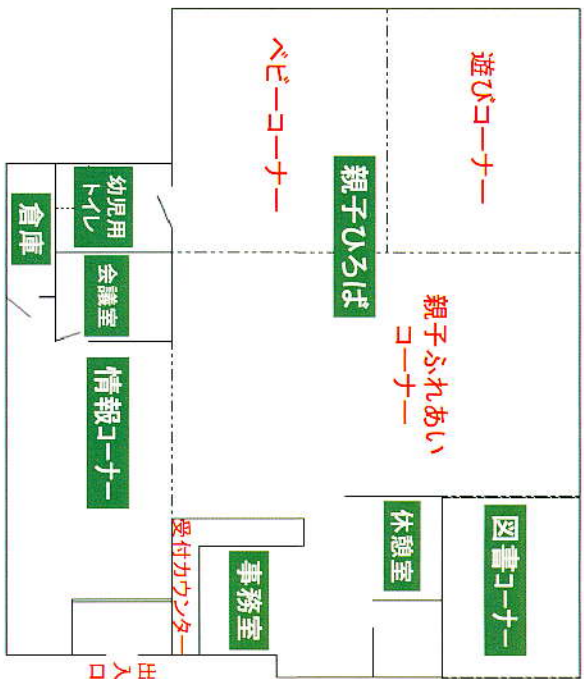 遊びコーナー
ベビーコーナー
親子ひろば
親子ふれあい
コーナー
幼児用
トイレ
倉庫
会議室
情報コーナー
図書コーナー
休憩室
事務室
受付カウンター
出入口